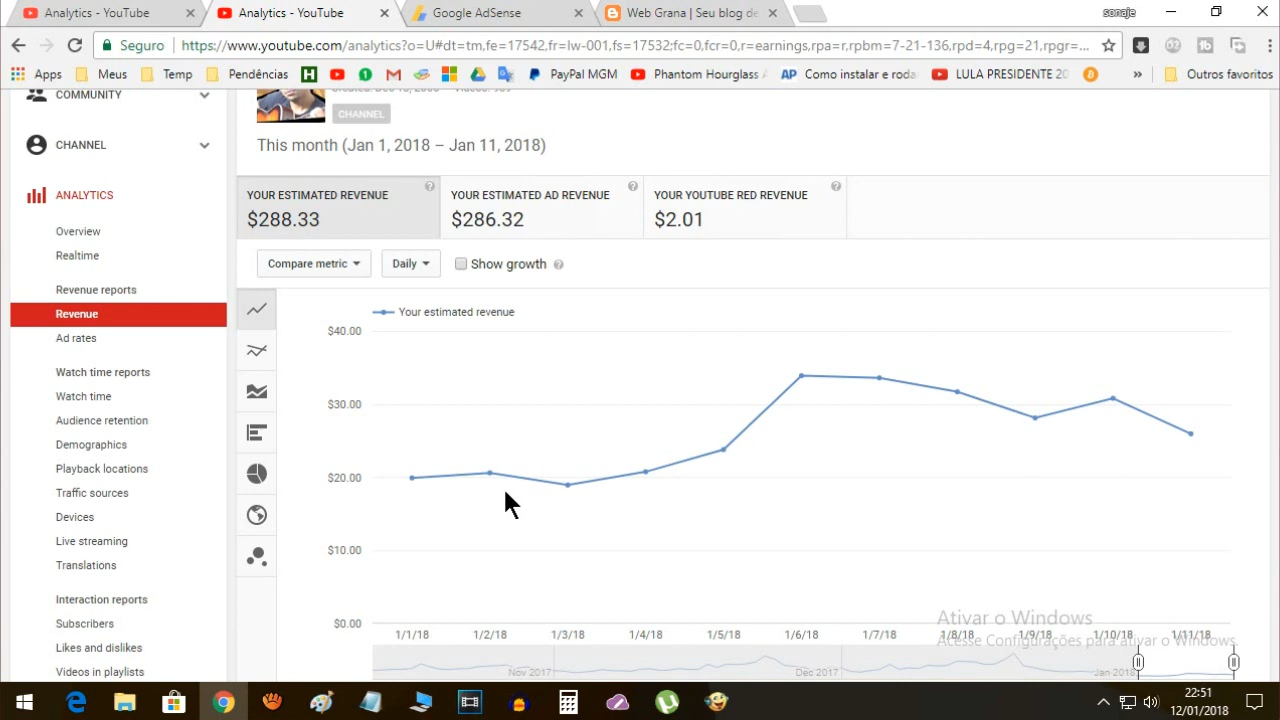 Analytics - YouTube
Analytics - YouTube
Google AdSense
Web Grana | Seu blog de
soraje
Seguro
https://www.youtube.com/analytics?o=U#dt=tm,fe=17542,fr=lw-001,fs=17532;fc=0,fcr=0,r=earnings,rpa=r,rpbm=7-21-136,rpd=4,rpg=21,rpgr=...
Apps
Meus
Temp
Pendências
PayPal MGM
Phantom Hourglass
Como instalar e roda
LULA PRESIDENTE 20
»
Outros favoritos
COMMUNITY
CHANNEL
ANALYTICS
Overview
Realtime
Revenue reports
Revenue
Ad rates
Watch time reports
Watch time
Audience retention
Demographics
Playback locations
Traffic sources
Devices
Live streaming
Translations
Interaction reports
Subscribers
Likes and dislikes
Videos in playlists
CHANNEL
This month (Jan 1, 2018 – Jan 11, 2018)
YOUR ESTIMATED REVENUE
$288.33
YOUR ESTIMATED AD REVENUE
$286.32
YOUR YOUTUBE RED REVENUE
$2.01
Compare metric
Daily
Show growth
Your estimated revenue
$40.00
$30.00
$20.00
$10.00
$0.00
1/1/18 1/2/18 1/3/18 1/4/18 1/5/18 1/6/18 1/7/18 1/8/18 1/9/18 1/10/18 1/11/18
Ativar o Windows
Acesse Configurações para ativar o Windows.
Nov 2017 Dec 2017 Jan 2018
22:51
12/01/2018